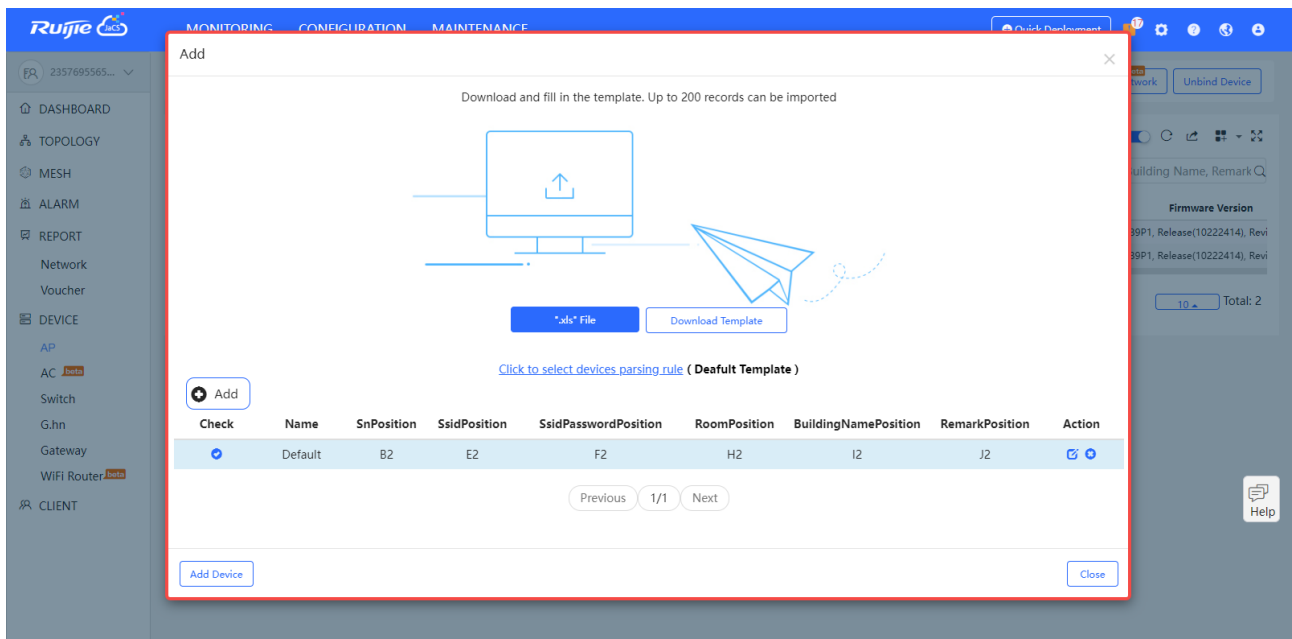 Ruijie JaCS MONITORING CONFIGURATION MAINTENANCE Quick Deployment 17
2357695565...
DASHBOARD
TOPOLOGY
MESH
ALARM
REPORT
Network
Voucher
DEVICE
AP
AC beta
Switch
G.hn
Gateway
WiFi Router beta
CLIENT
Add
Download and fill in the template. Up to 200 records can be imported
".xls" File Download Template
Click to select devices parsing rule ( Deafult Template )
Add
Check Name SnPosition SsidPosition SsidPasswordPosition RoomPosition BuildingNamePosition RemarkPosition Action
Default B2 E2 F2 H2 I2 J2
Previous 1/1 Next
Add Device Close
twork Unbind Device
uilding Name, Remark
Firmware Version
39P1, Release(10222414), Revi
39P1, Release(10222414), Revi
10 Total: 2
Help